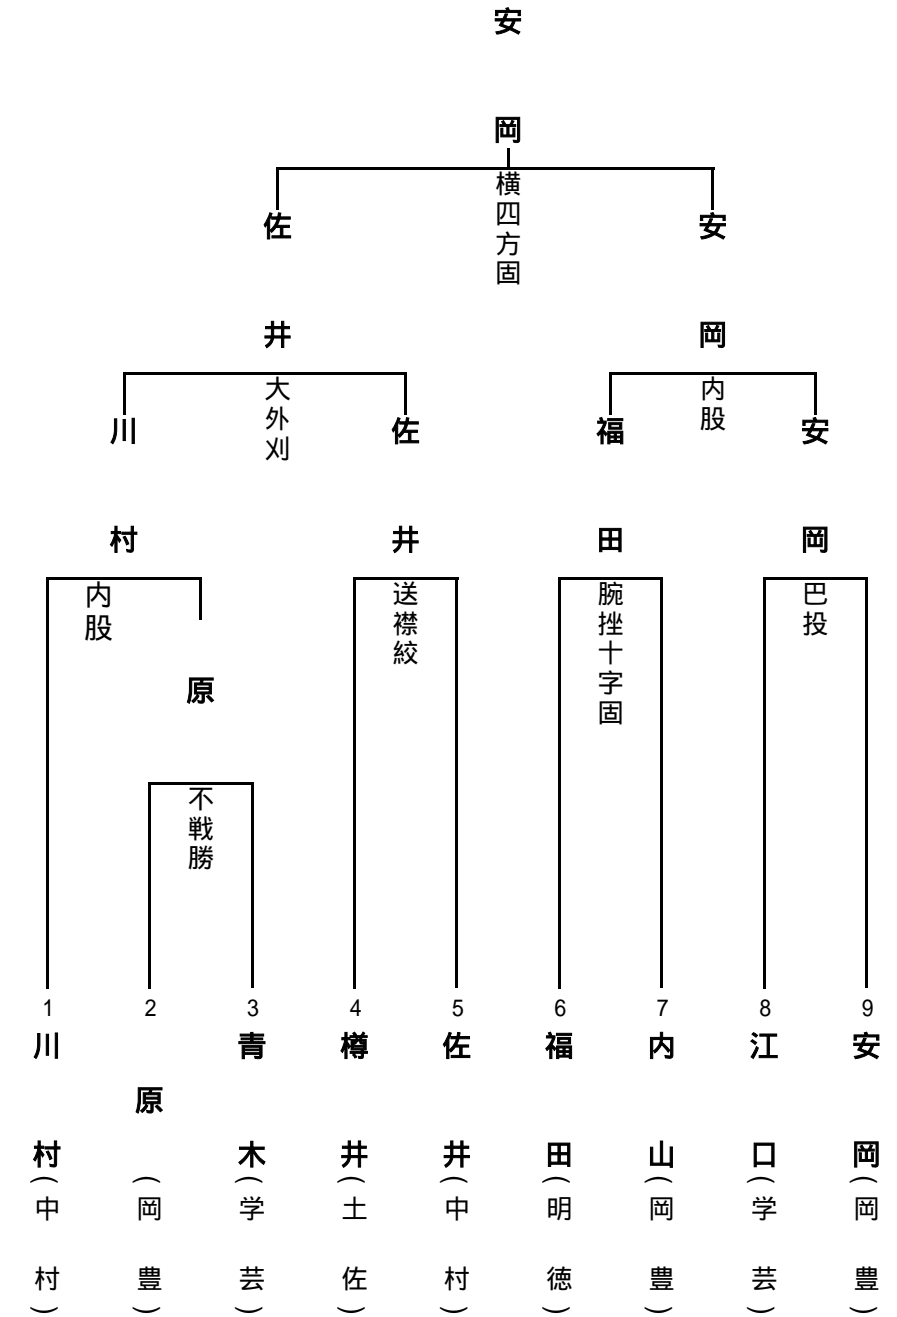 安岡
横四方固
佐井
安岡
大外刈
内股
川村
佐井
福田
安岡
内股
送襟絞
腕挫十字固
巴投
原
不戦勝
1 2 3 4 5 6 7 8 9
川村(中村)
原(岡豊)
青木(学芸)
樽井(土佐)
佐井(中村)
福田(明徳)
内山(岡豊)
江口(学芸)
安岡(岡豊)